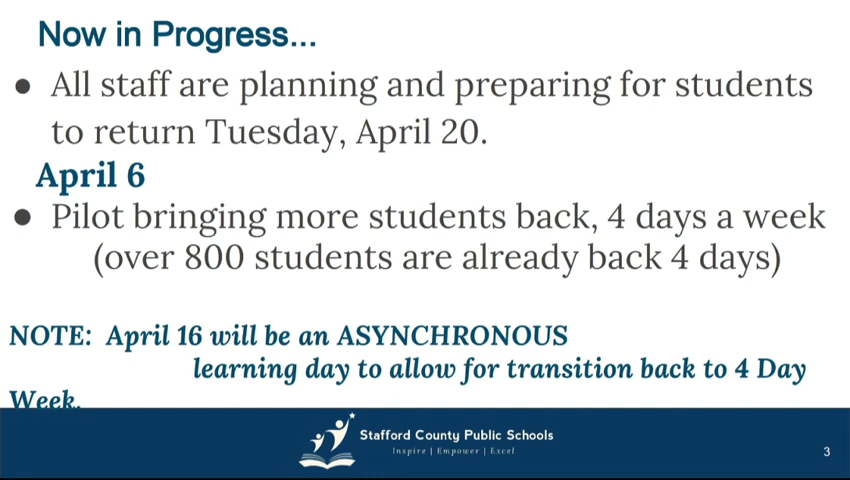 Now in Progress...
● All staff are planning and preparing for students
to return Tuesday, April 20.
April 6
● Pilot bringing more students back, 4 days a week
(over 800 students are already back 4 days)
NOTE: April 16 will be an ASYNCHRONOUS
learning day to allow for transition back to 4 Day
Week.
Stafford County Public Schools
Inspire | Empower | Excel
3